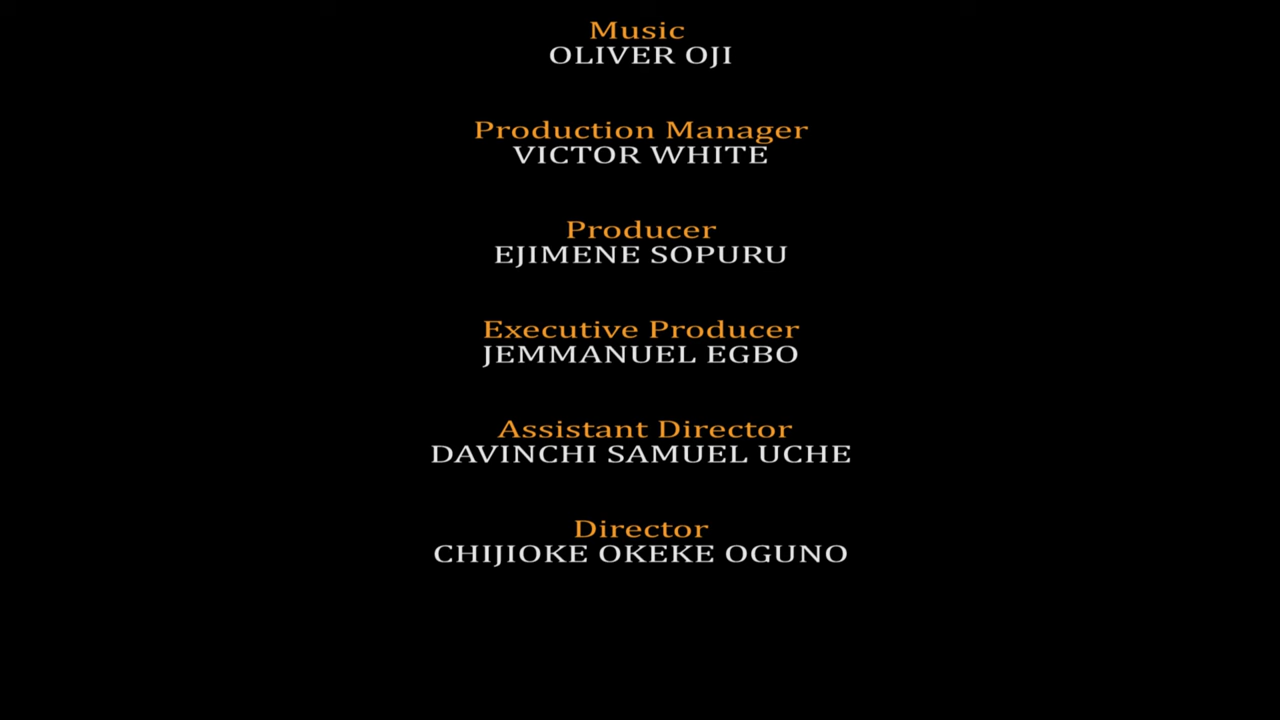 Music
OLIVER OJI
Production Manager
VICTOR WHITE
Producer
EJIMENE SOPURU
Executive Producer
JEMMANUEL EGBO
Assistant Director
DAVINCHI SAMUEL UCHE
Director
CHIJIOKE OKEKE OGUNO